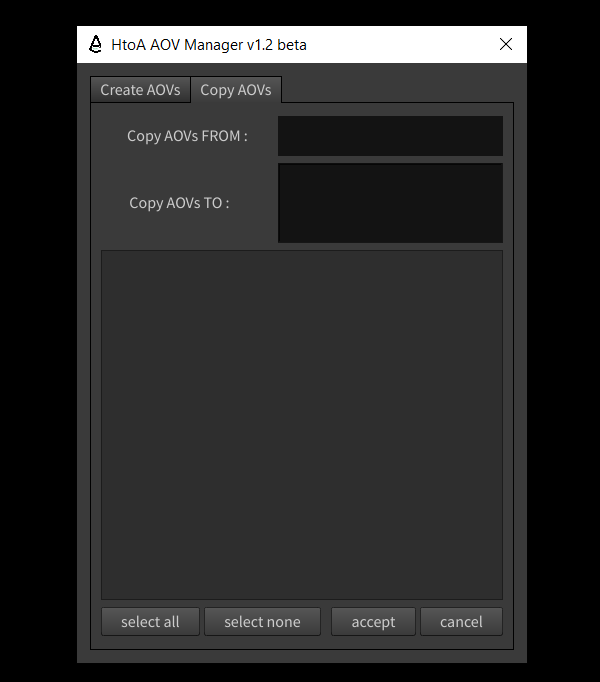 HtoA AOV Manager v1.2 beta
Create AOVs Copy AOVs
Copy AOVs FROM :
Copy AOVs TO :
select all select none accept cancel